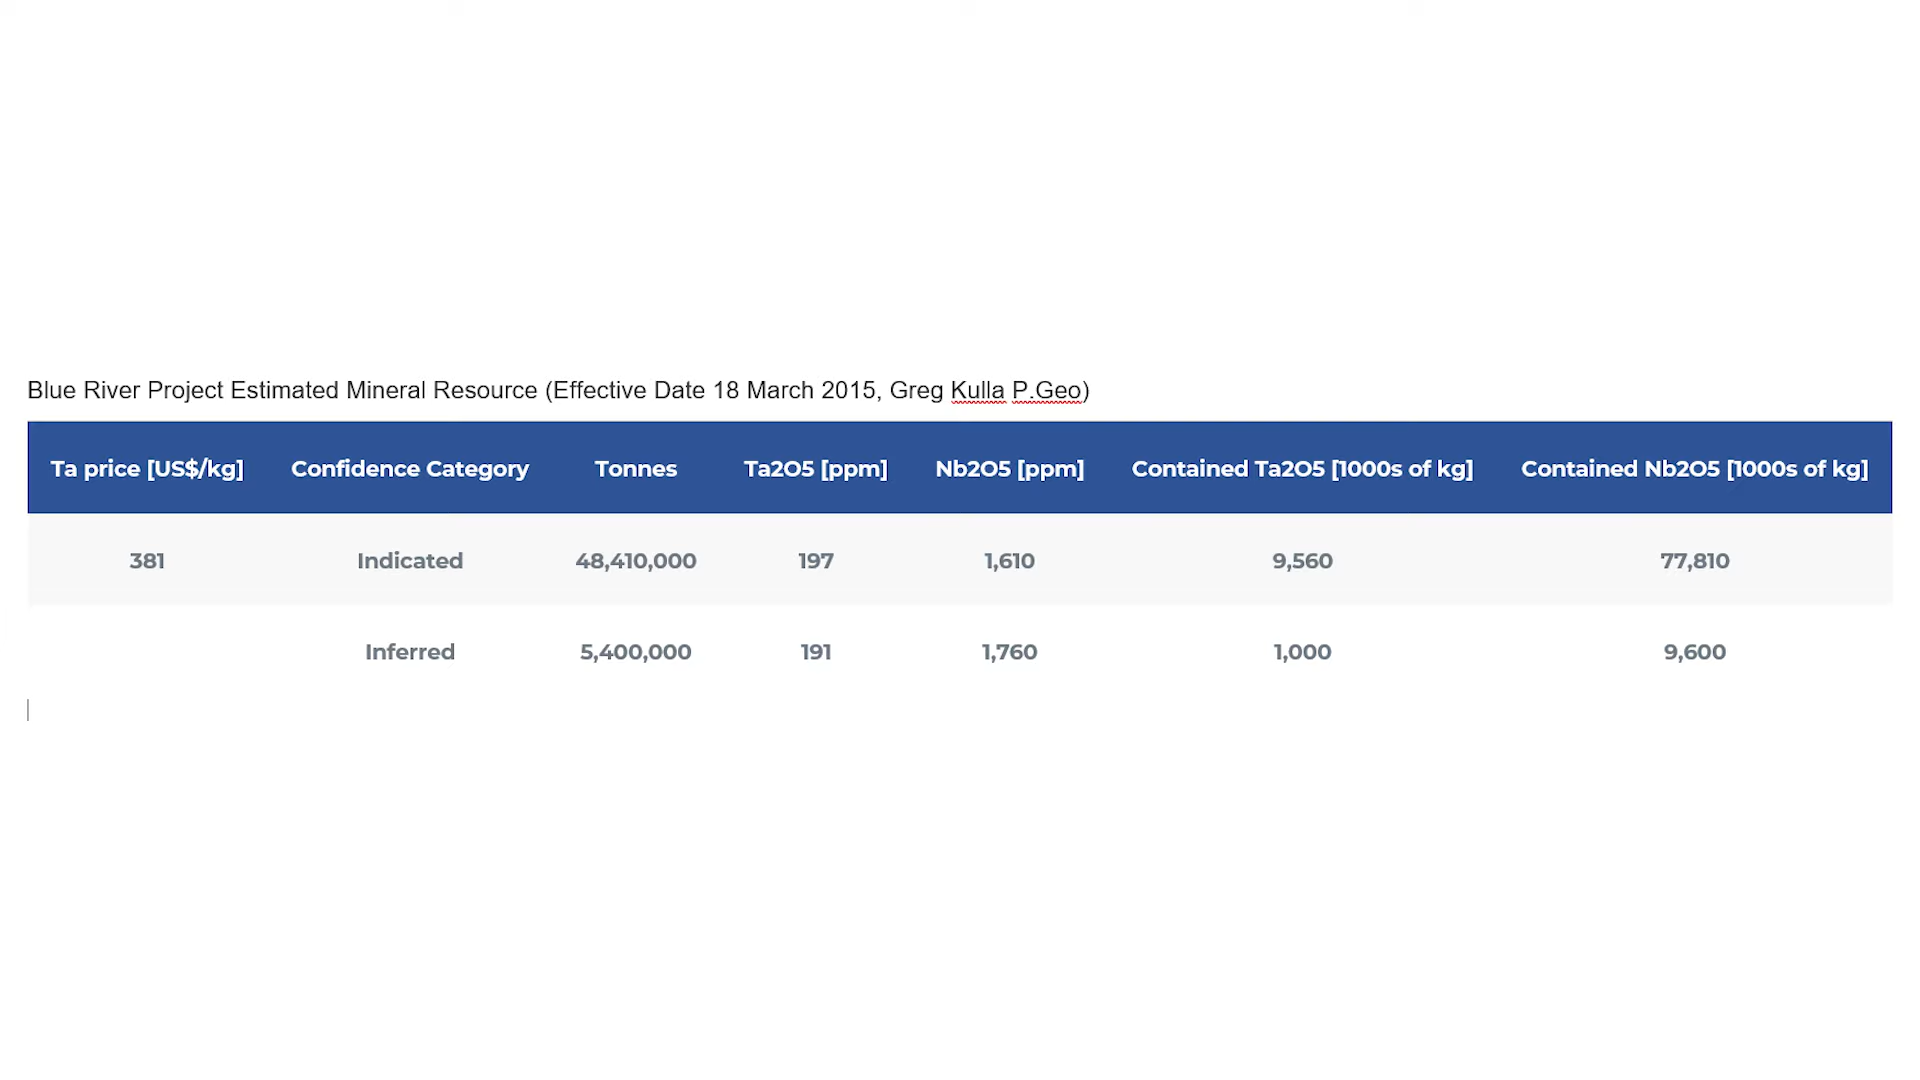 Blue River Project Estimated Mineral Resource (Effective Date 18 March 2015, Greg Kulla P.Geo)
Ta price [US$/kg] Confidence Category Tonnes Ta2O5 [ppm] Nb2O5 [ppm] Contained Ta2O5 [1000s of kg] Contained Nb2O5 [1000s of kg]
381 Indicated 48,410,000 197 1,610 9,560 77,810
Inferred 5,400,000 191 1,760 1,000 9,600